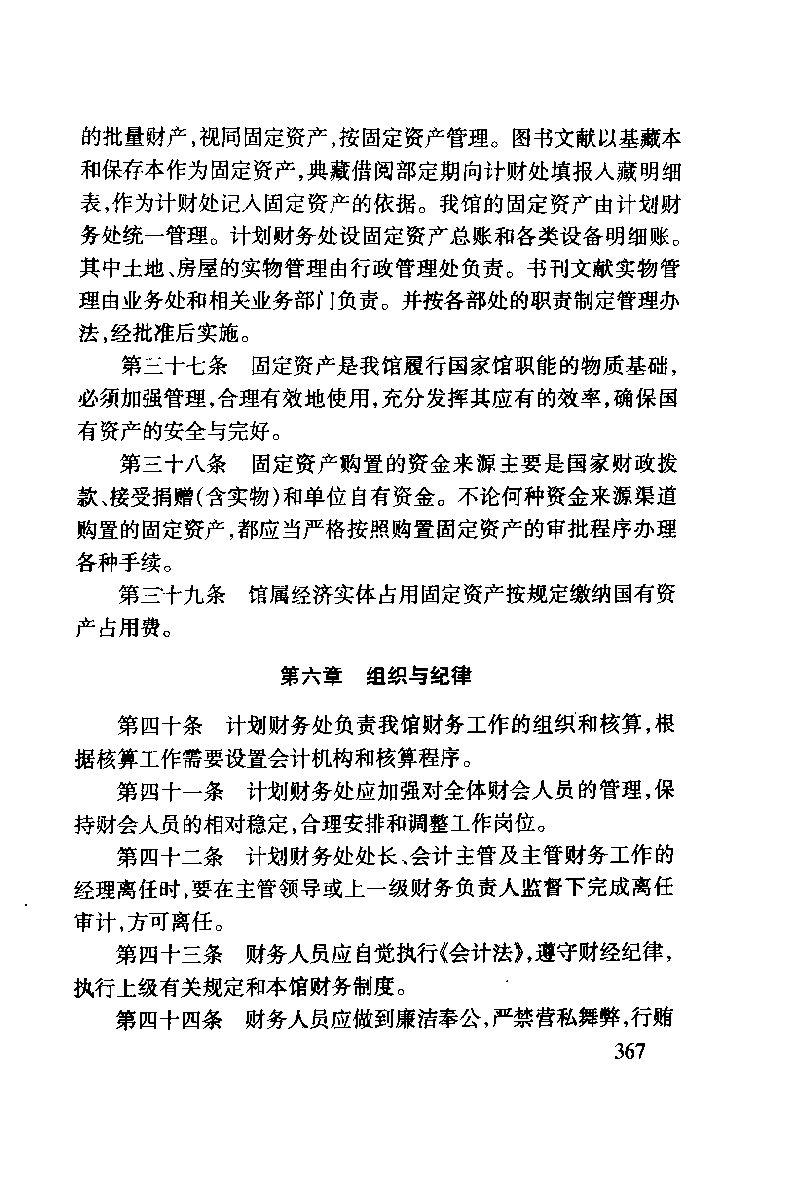 的批量财产,视同固定资产,按固定资产管理。图书文献以基藏本
和保存本作为固定资产,典藏借阅部定期向计财处填报入藏明细
表,作为计财处记入固定资产的依据。我馆的固定资产由计划财
务处统一管理。计划财务处设固定资产总账和各类设备明细账。
其中土地、房屋的实物管理由行政管理处负责。书刊文献实物管
理由业务处和相关业务部门负责。并按各部处的职责制定管理办
法,经批准后实施。
第三十七条 固定资产是我馆履行国家馆职能的物质基础,
必须加强管理,合理有效地使用,充分发挥其应有的效率,确保国
有资产的安全与完好。
第三十八条 固定资产购置的资金来源主要是国家财政拨
款、接受捐赠(含实物)和单位自有资金。不论何种资金来源渠道
购置的固定资产,都应当严格按照购置固定资产的审批程序办理
各种手续。
第三十九条 馆属经济实体占用固定资产按规定缴纳国有资
产占用费。
第六章 组织与纪律
第四十条 计划财务处负责我馆财务工作的组织和核算,根
据核算工作需要设置会计机构和核算程序。
第四十一条 计划财务处应加强对全体财会人员的管理,保
持财会人员的相对稳定,合理安排和调整工作岗位。
第四十二条 计划财务处处长、会计主管及主管财务工作的
经理离任时,要在主管领导或上一级财务负责人监督下完成离任
审计,方可离任。
第四十三条 财务人员应自觉执行《会计法》,遵守财经纪律,
执行上级有关规定和本馆财务制度。
第四十四条 财务人员应做到廉洁奉公,严禁营私舞弊,行贿
367